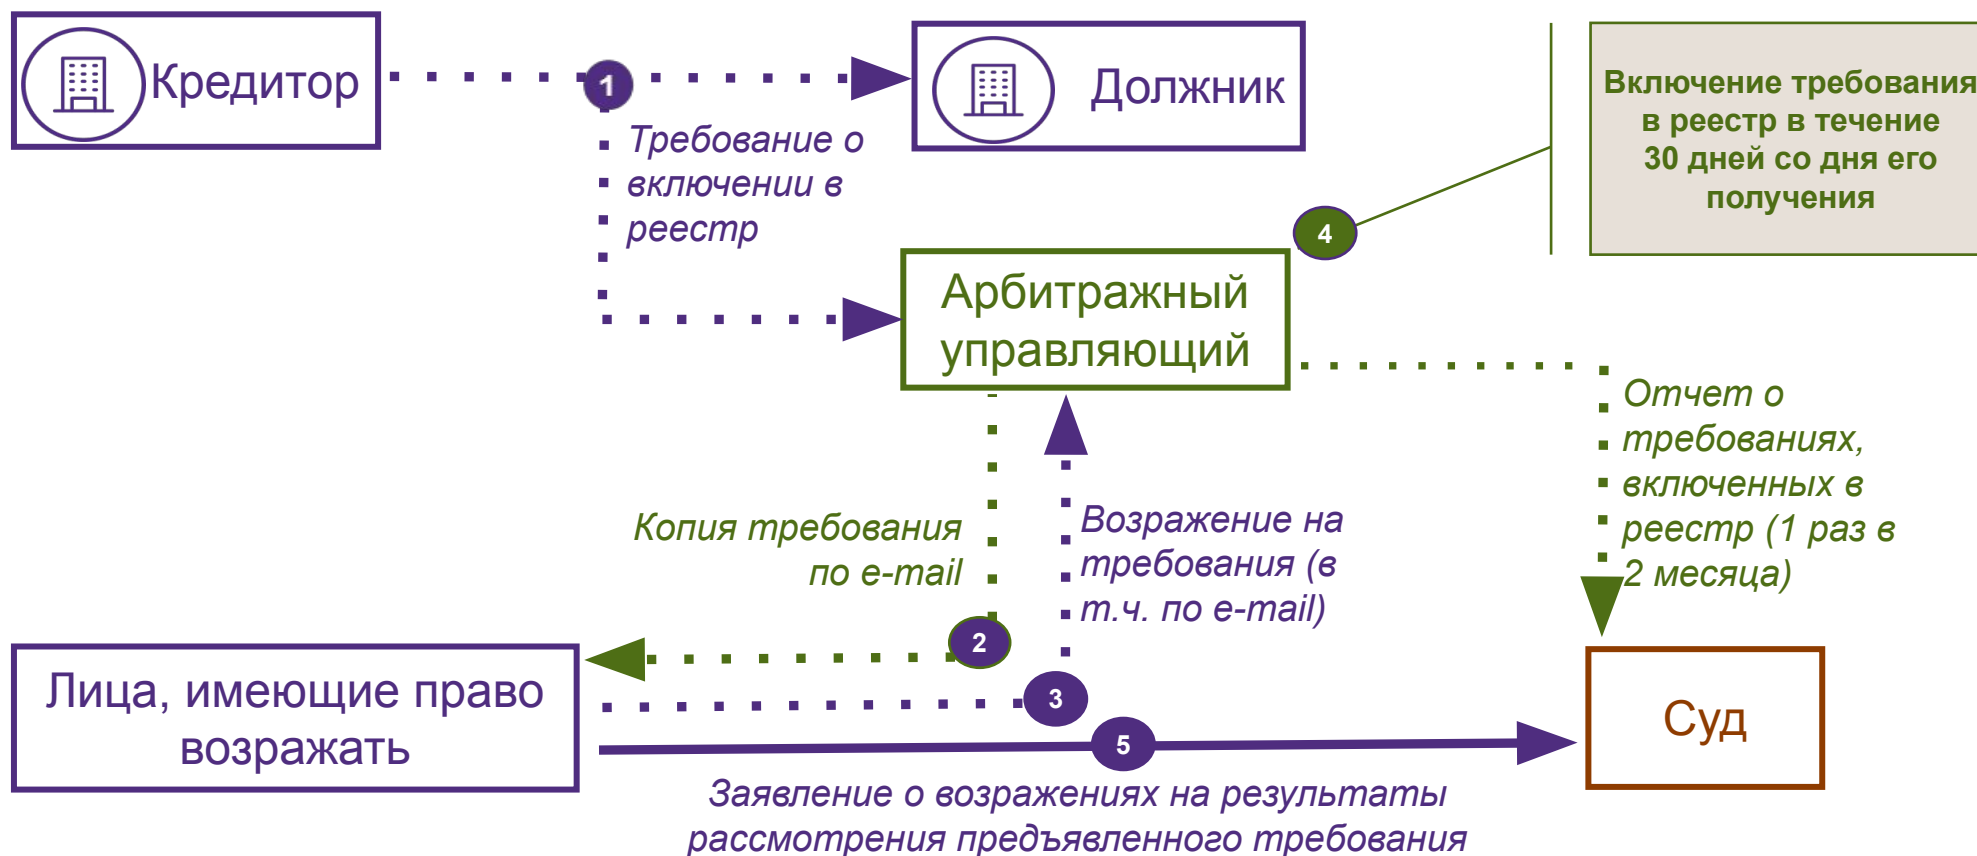 Кредитор
1
Должник
Требование о
включении в
реестр
Включение требования
в реестр в течение
30 дней со дня его
получения
4
Арбитражный
управляющий
Отчет о
требованиях,
включенных в
реестр (1 раз в
2 месяца)
Копия требования
по e-mail
Возражение на
требования (в
т.ч. по e-mail)
2
3
Лица, имеющие право
возражать
5
Суд
Заявление о возражениях на результаты
рассмотрения предъявленного требования